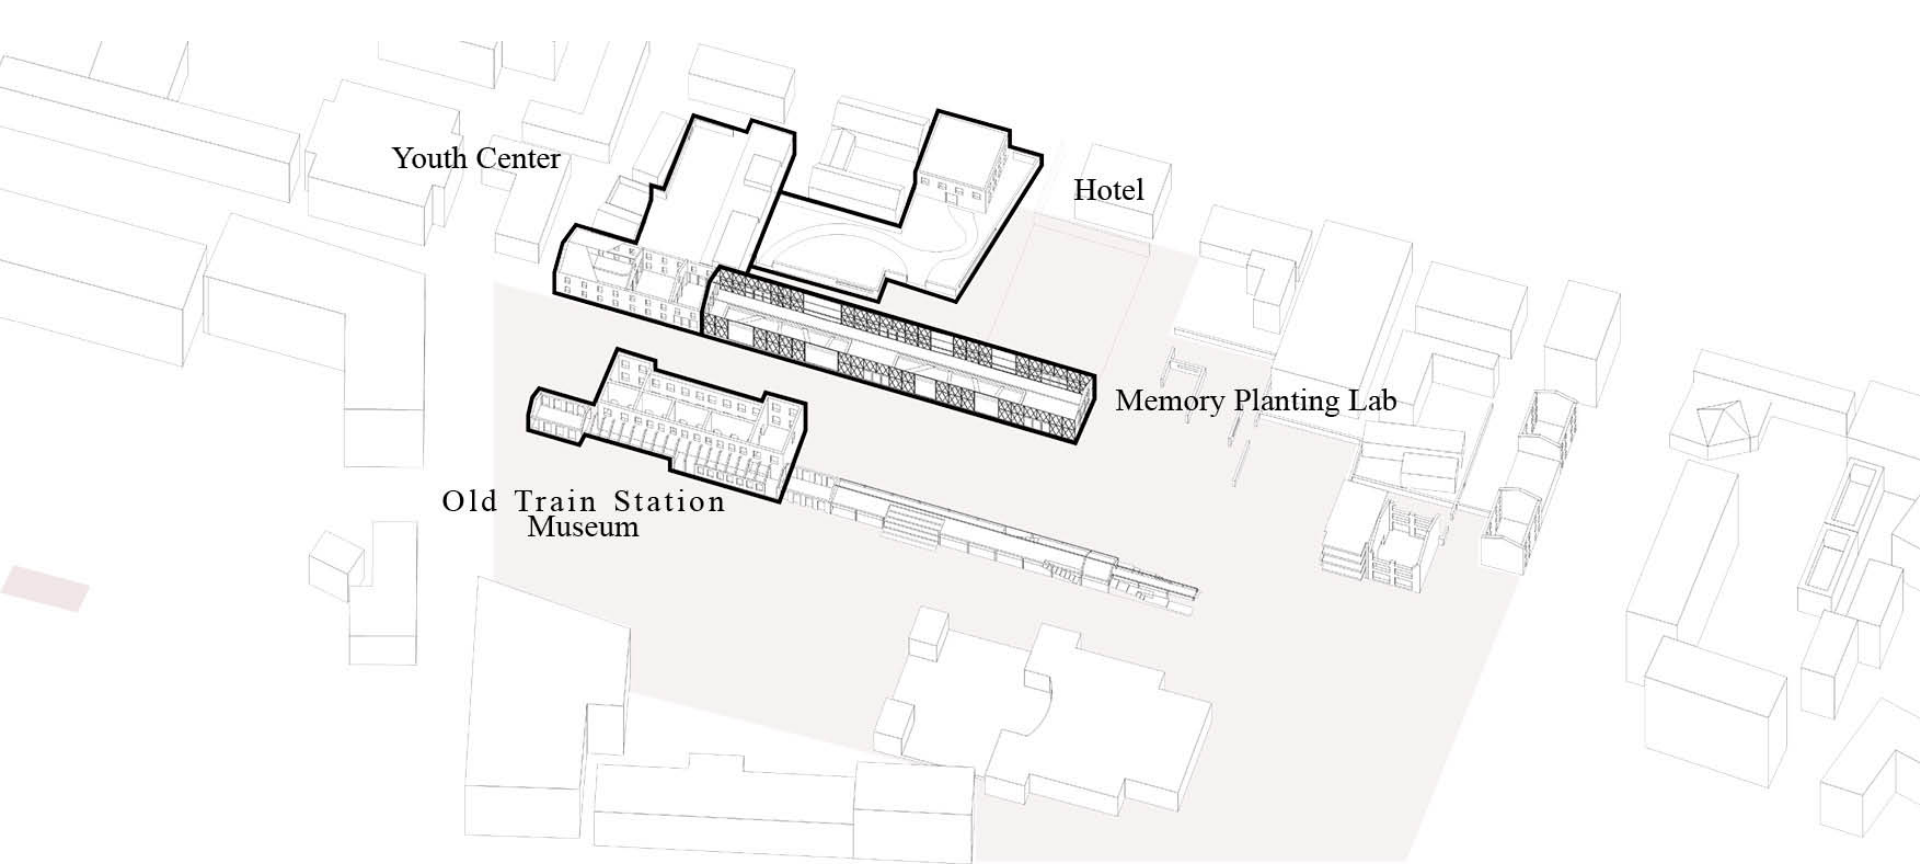 Youth Center
Hotel
Memory Planting Lab
Old Train Station
Museum